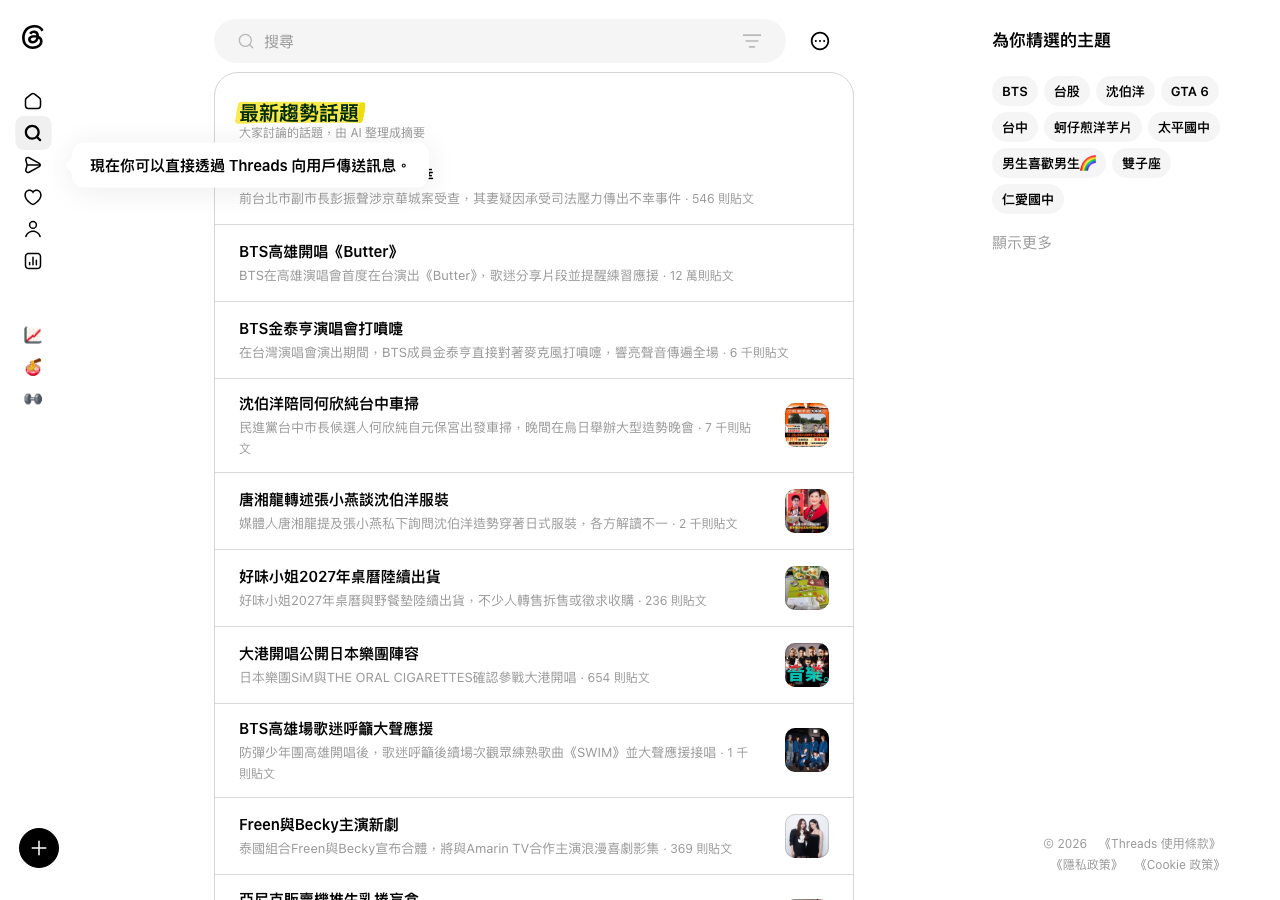 搜尋
最新趨勢話題
大家討論的話題，由 AI 整理成摘要
現在你可以直接透過 Threads 向用戶傳送訊息。
前台北市副市長彭振聲涉京華城案受查，其妻疑因承受司法壓力傳出不幸事件 · 546 則貼文
BTS高雄開唱《Butter》
BTS在高雄演唱會首度在台演出《Butter》，歌迷分享片段並提醒練習應援 · 12 萬則貼文
BTS金泰亨演唱會打噴嚏
在台灣演唱會演出期間，BTS成員金泰亨直接對著麥克風打噴嚏，響亮聲音傳遍全場 · 6 千則貼文
沈伯洋陪同何欣純台中車掃
民進黨台中市長候選人何欣純自元保宮出發車掃，晚間在烏日舉辦大型造勢晚會 · 7 千則貼
文
唐湘龍轉述張小燕談沈伯洋服裝
媒體人唐湘龍提及張小燕私下詢問沈伯洋造勢穿著日式服裝，各方解讀不一 · 2 千則貼文
好味小姐2027年桌曆陸續出貨
好味小姐2027年桌曆與野餐墊陸續出貨，不少人轉售拆售或徵求收購 · 236 則貼文
大港開唱公開日本樂團陣容
日本樂團SiM與THE ORAL CIGARETTES確認參戰大港開唱 · 654 則貼文
音樂
BTS高雄場歌迷呼籲大聲應援
防彈少年團高雄開唱後，歌迷呼籲後續場次觀眾練熟歌曲《SWIM》並大聲應援接唱 · 1 千
則貼文
Freen與Becky主演新劇
泰國組合Freen與Becky宣布合體，將與Amarin TV合作主演浪漫喜劇影集 · 369 則貼文
亞尼克販賣機推生乳捲盲盒
為你精選的主題
BTS
台股
沈伯洋
GTA 6
台中
蚵仔煎洋芋片
太平國中
男生喜歡男生🌈
雙子座
仁愛國中
顯示更多
© 2026
《Threads 使用條款》
《隱私政策》
《Cookie 政策》